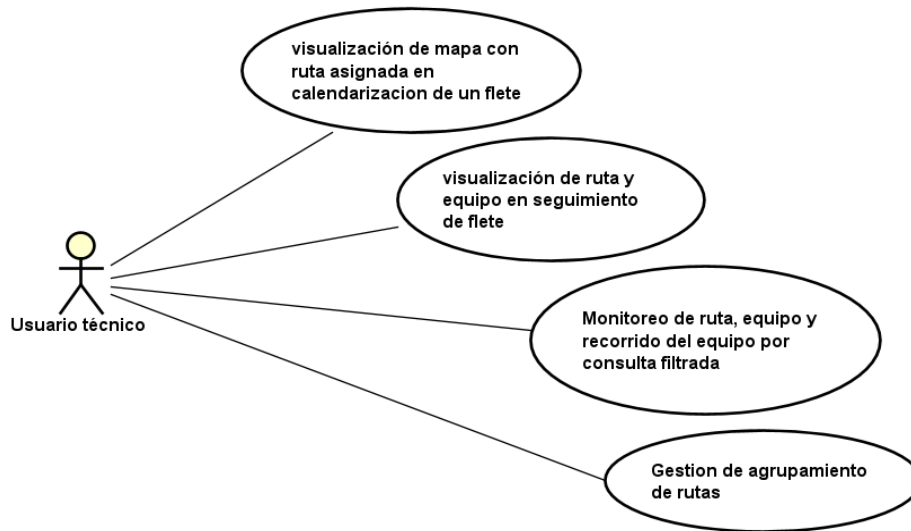 visualización de mapa con
ruta asignada en
calendarizacion de un flete
visualización de ruta y
equipo en seguimiento
de flete
Usuario técnico
Monitoreo de ruta, equipo y
recorrido del equipo por
consulta filtrada
Gestion de agrupamiento
de rutas